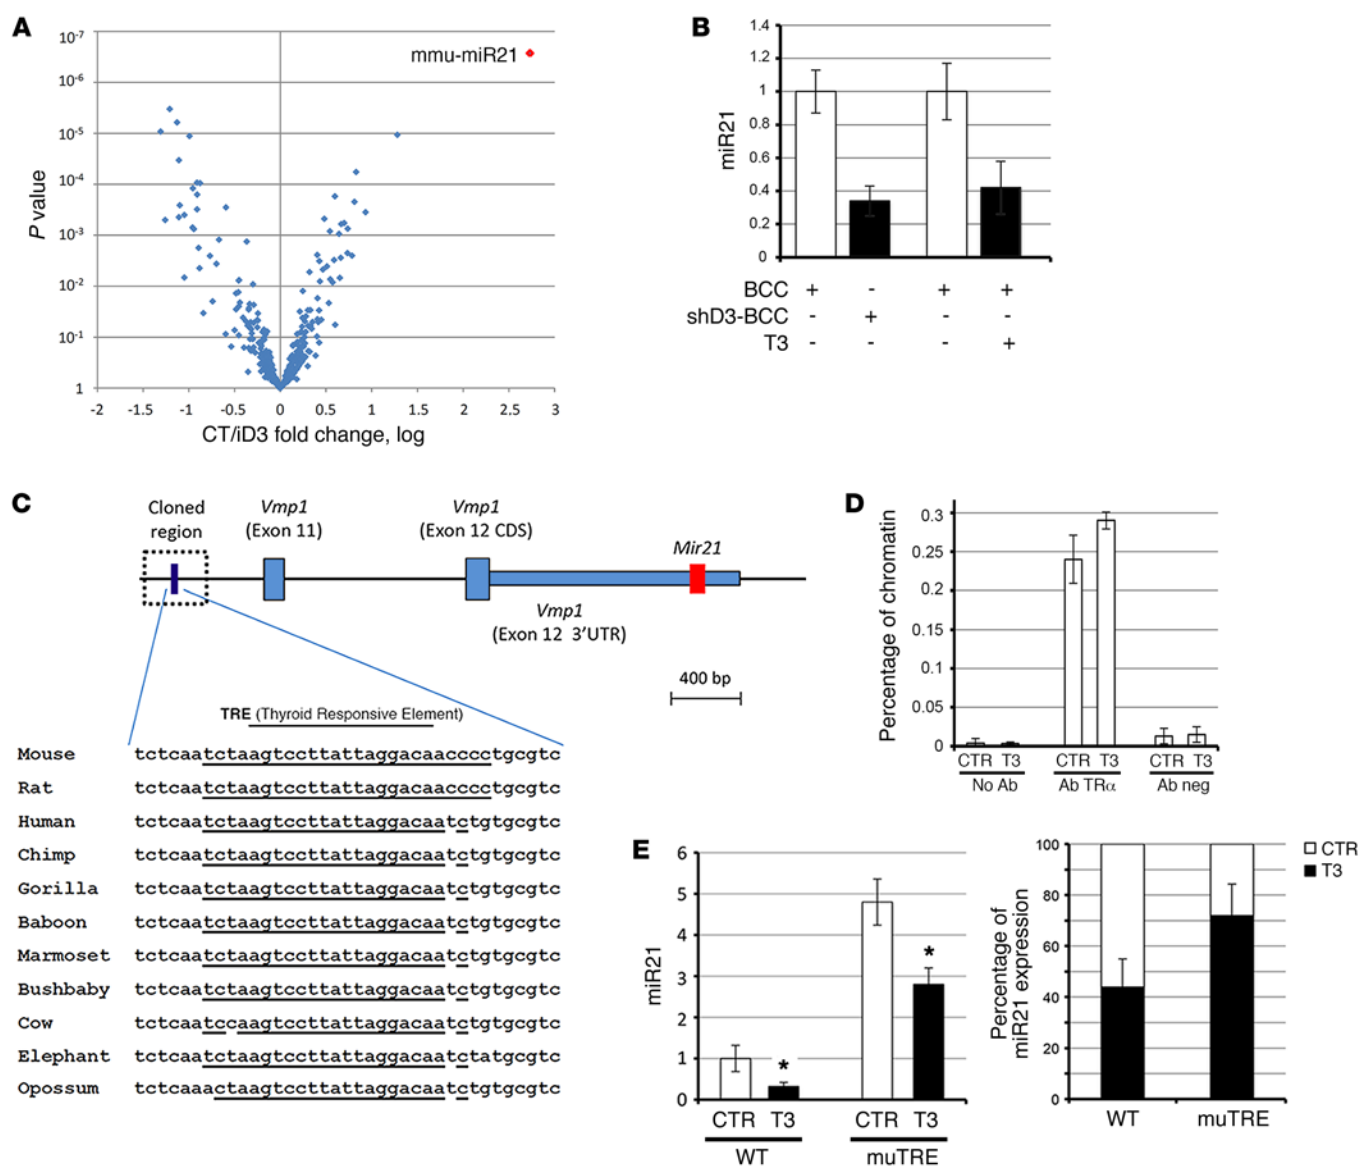 A
10-7
10-6
10-5
10-4
10-3
10-2
10-1
1
P value
mmu-miR21
-2 -1.5 -1 -0.5 0 0.5 1 1.5 2 2.5 3
CT/iD3 fold change, log
B
1.4
1.2
1
0.8
0.6
0.4
0.2
0
miR21
BCC + - + +
shD3-BCC - + - -
T3 - - - +
C
Cloned region
Vmp1 (Exon 11)
Vmp1 (Exon 12 CDS)
Mir21
Vmp1 (Exon 12 3'UTR)
400 bp
TRE (Thyroid Responsive Element)
Mouse tctcaatctaagtccttattaggacaacccctgcgtc
Rat tctcaatctaagtccttattaggacaacccctgcgtc
Human tctcaatctaagtccttattaggacaatctgtgcgtc
Chimp tctcaatctaagtccttattaggacaatctgtgcgtc
Gorilla tctcaatctaagtccttattaggacaatctgtgcgtc
Baboon tctcaatctaagtccttattaggacaatctgtgcgtc
Marmoset tctcaatctaagtccttattaggacaatctgtgcgtc
Bushbaby tctcaatctaagtccttattaggacaatctgtgcgtc
Cow tctcaatccaagtccttattaggacaatctgtgcgtc
Elephant tctcaatctaagtccttattaggacaatctatgcgtc
Opossum tctcaaactaagtccttattaggacaatctgtgcgtc
D
0.3
0.25
0.2
0.15
0.1
0.05
0
Percentage of chromatin
CTR T3 CTR T3 CTR T3
No Ab Ab TRα Ab neg
E
6
5
4
3
2
1
0
miR21
* *
CTR T3 CTR T3
WT muTRE
100
80
60
40
20
0
Percentage of
miR21 expression
WT muTRE
CTR
T3